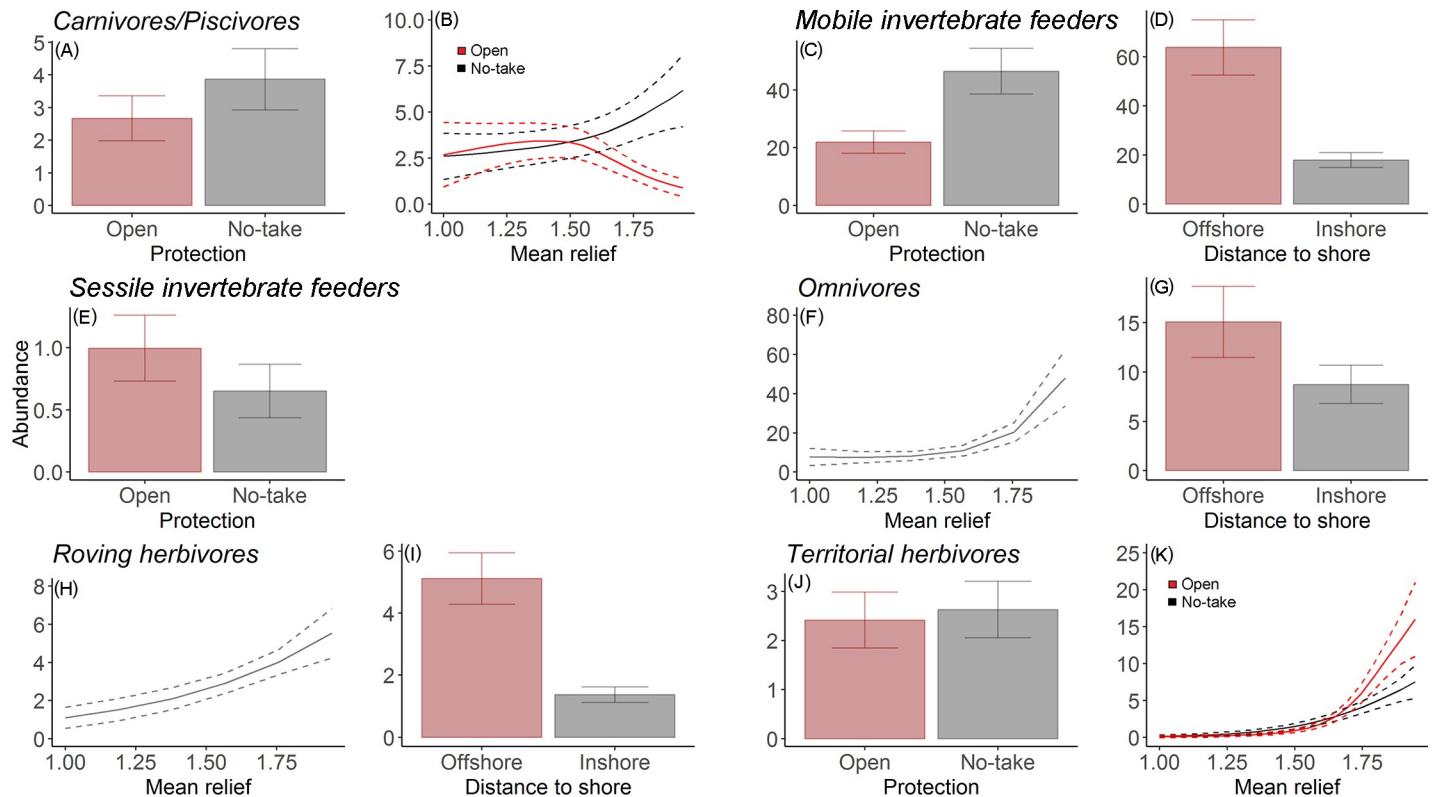 Carnivores/Piscivores
Mobile invertebrate feeders
(A)
5
4
3
2
1
0
Open No-take
Protection
(B)
10.0
7.5
5.0
2.5
0.0
Open
No-take
1.00 1.25 1.50 1.75
Mean relief
(C)
40
20
0
Open No-take
Protection
(D)
60
40
20
0
Offshore Inshore
Distance to shore
Sessile invertebrate feeders
Omnivores
Abundance
(E)
1.0
0.5
0.0
Open No-take
Protection
(F)
80
60
40
20
0
1.00 1.25 1.50 1.75
Mean relief
(G)
15
10
5
0
Offshore Inshore
Distance to shore
Roving herbivores
Territorial herbivores
(H)
8
6
4
2
0
1.00 1.25 1.50 1.75
Mean relief
(I)
6
4
2
0
Offshore Inshore
Distance to shore
(J)
3
2
1
0
Open No-take
Protection
(K)
25
20
15
10
5
0
Open
No-take
1.00 1.25 1.50 1.75
Mean relief